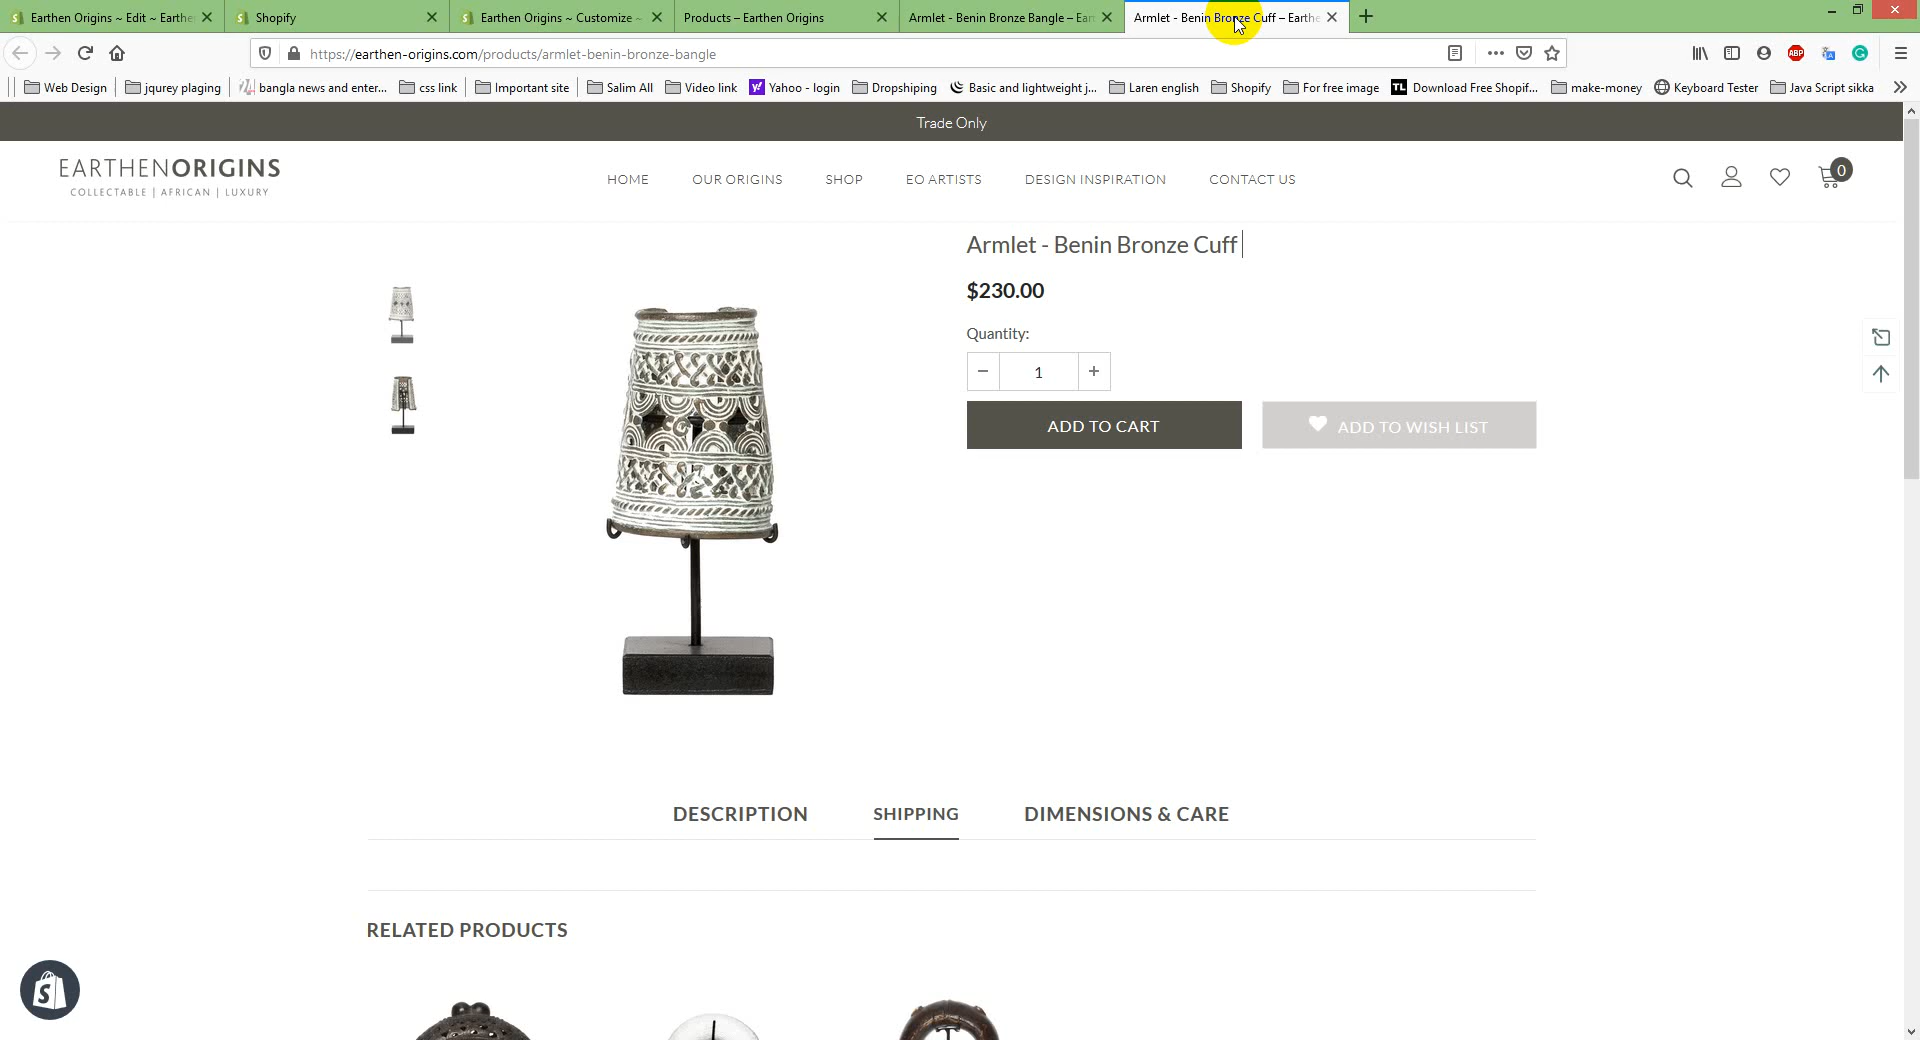 Earthen Origins ~ Edit ~ Earthe
Shopify
Earthen Origins ~ Customize ~
Products – Earthen Origins
Armlet - Benin Bronze Bangle – Ear
Armlet - Benin Bronze Cuff – Earthe
https://earthen-origins.com/products/armlet-benin-bronze-bangle
ABP
Web Design
jqurey plaging
bangla news and enter...
css link
Important site
Salim All
Video link
Yahoo - login
Dropshiping
Basic and lightweight j...
Laren english
Shopify
For free image
TL
Download Free Shopif...
make-money
Keyboard Tester
Java Script sikka
Trade Only
EARTHENORIGINS
COLLECTABLE | AFRICAN | LUXURY
HOME
OUR ORIGINS
SHOP
EO ARTISTS
DESIGN INSPIRATION
CONTACT US
0
Armlet - Benin Bronze Cuff
$230.00
Quantity:
− 1 +
ADD TO CART
ADD TO WISH LIST
DESCRIPTION
SHIPPING
DIMENSIONS & CARE
RELATED PRODUCTS